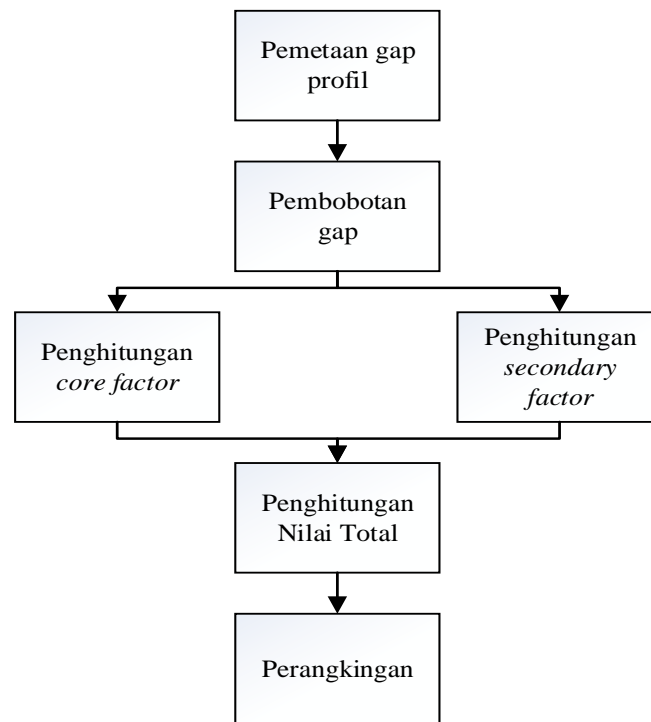 Pemetaan gap
profil
Pembobotan
gap
Penghitungan
core factor
Penghitungan
secondary
factor
Penghitungan
Nilai Total
Perangkingan